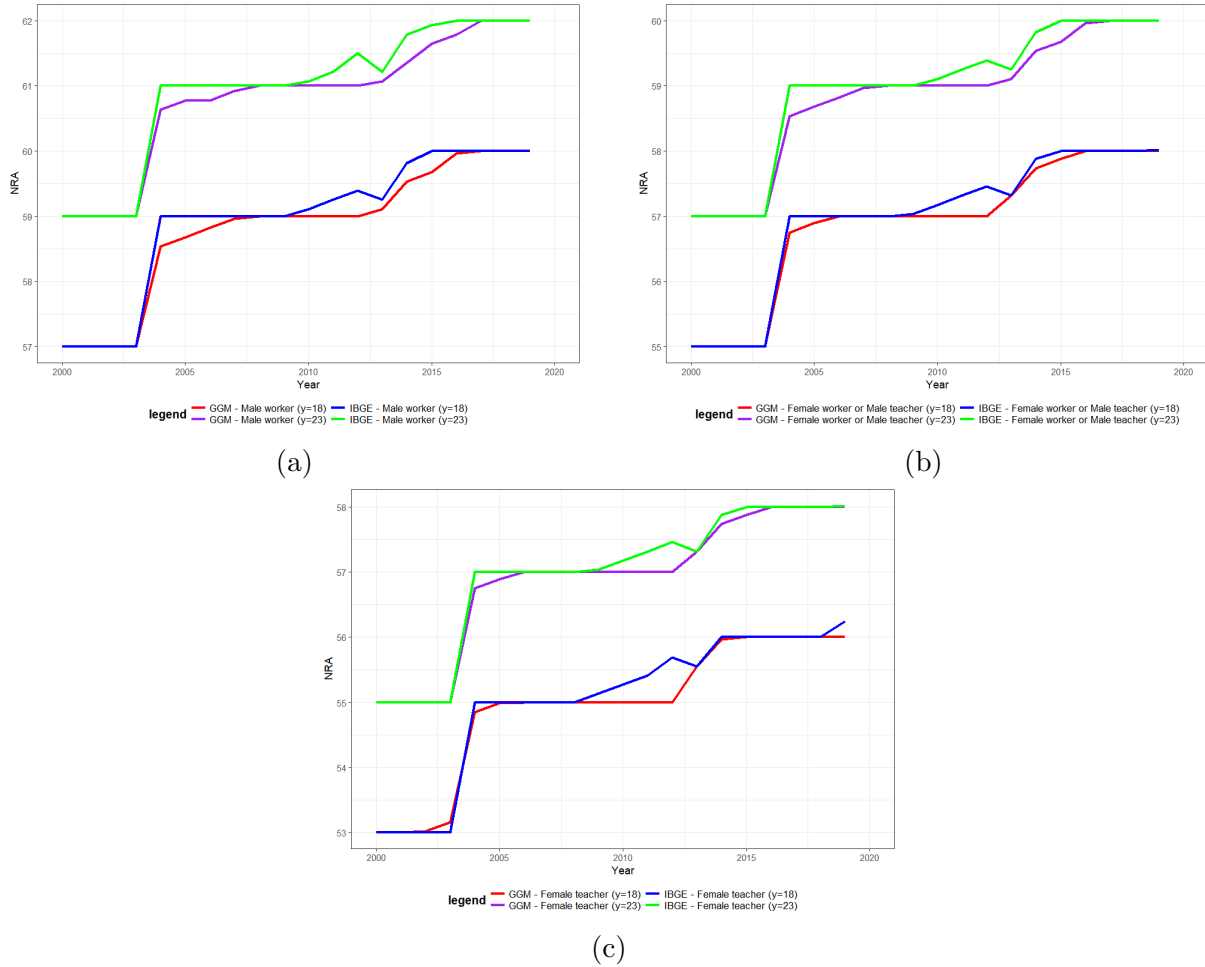 62
61
60
59
58
57
NRA
2000 2005 2010 2015 2020
Year
legend
GGM - Male worker (y=18) IBGE - Male worker (y=18)
GGM - Male worker (y=23) IBGE - Male worker (y=23)
(a)
60
59
58
57
56
55
NRA
2000 2005 2010 2015 2020
Year
legend
GGM - Female worker or Male teacher (y=18) IBGE - Female worker or Male teacher (y=18)
GGM - Female worker or Male teacher (y=23) IBGE - Female worker or Male teacher (y=23)
(b)
58
57
56
55
54
53
NRA
2000 2005 2010 2015 2020
Year
legend
GGM - Female teacher (y=18) IBGE - Female teacher (y=18)
GGM - Female teacher (y=23) IBGE - Female teacher (y=23)
(c)